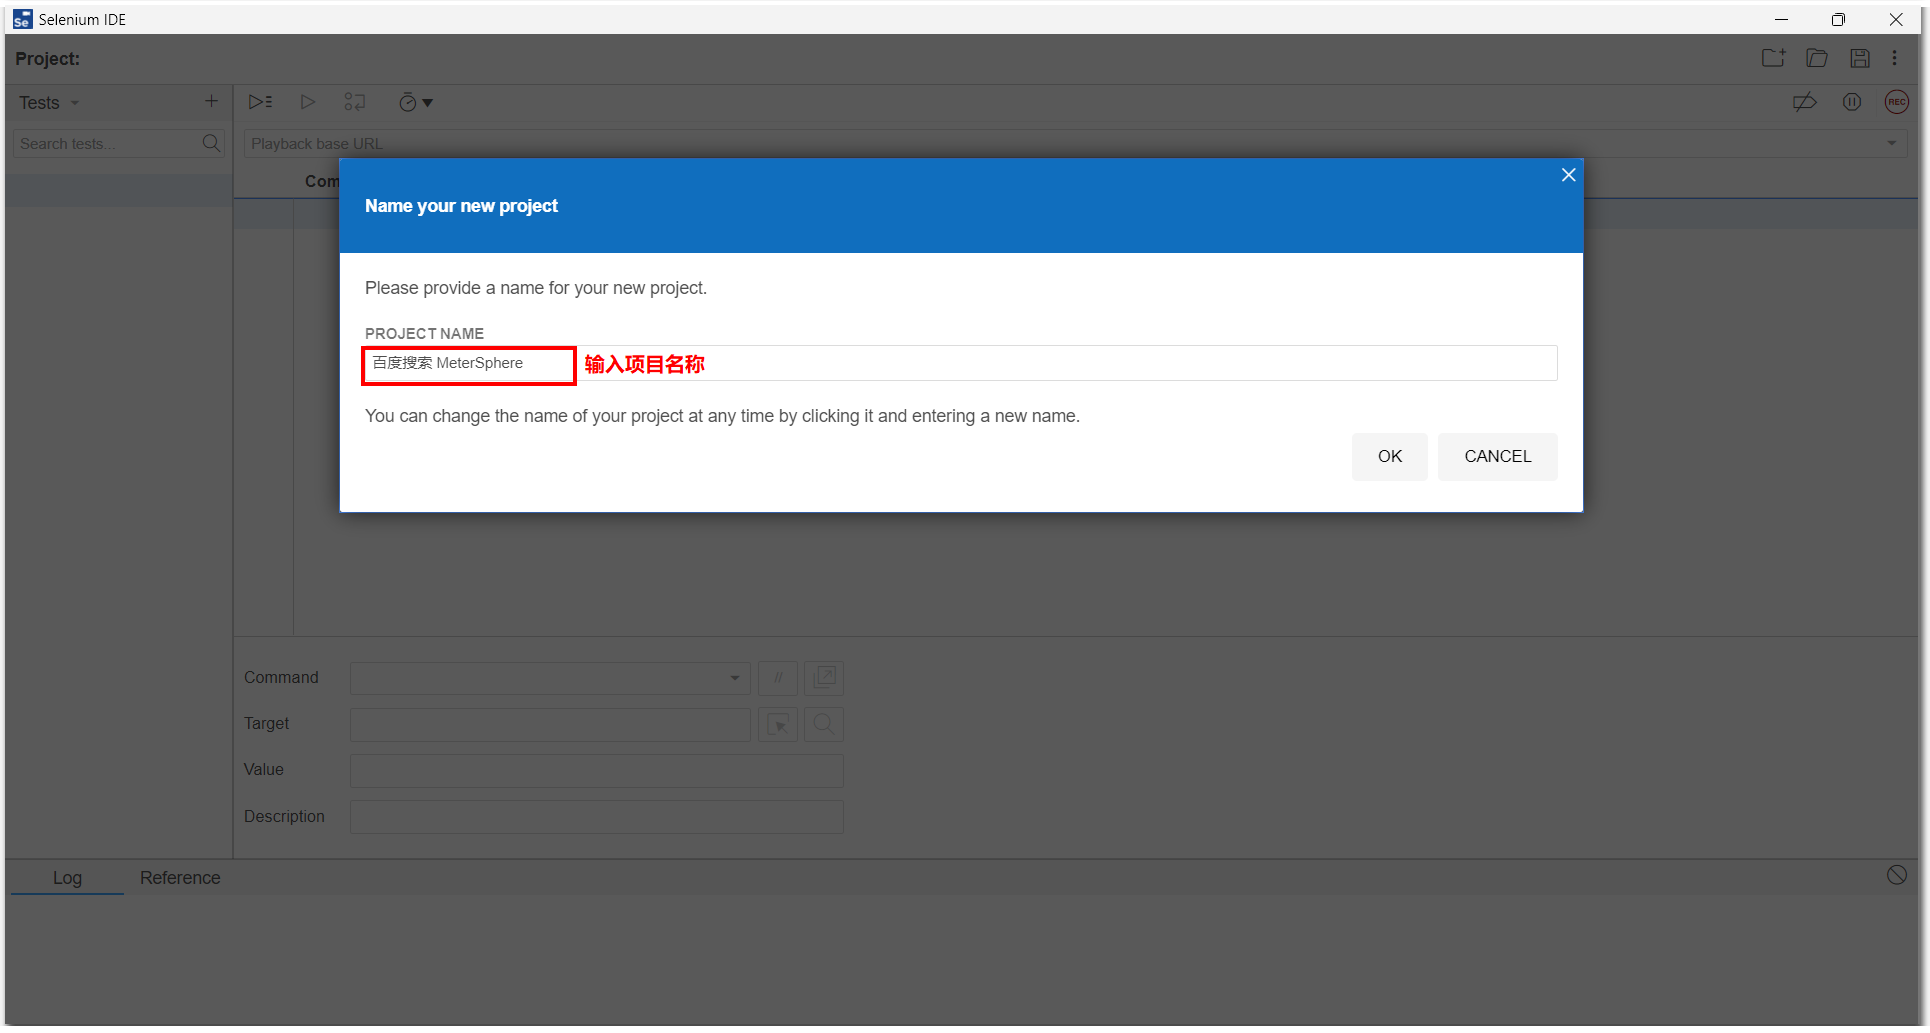 Se Selenium IDE
Project:
Tests
REC
Search tests...
Playback base URL
Com
Name your new project
Please provide a name for your new project.
PROJECT NAME
百度搜索 MeterSphere 输入项目名称
You can change the name of your project at any time by clicking it and entering a new name.
OK CANCEL
Command //
Target
Value
Description
Log Reference